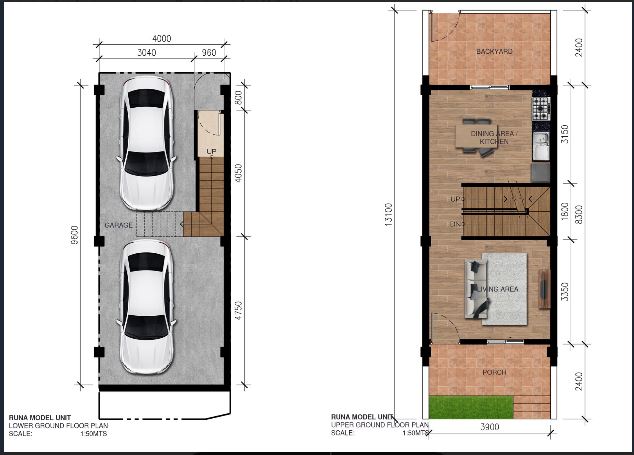 4000
3040
960
800
4050
4750
9600
UP
GARAGE
RUNA MODEL UNIT
LOWER GROUND FLOOR PLAN
SCALE: 1:50MTS
BACKYARD
DINING AREA/
KITCHEN
UP
LIVING AREA
PORCH
2400
3150
1800
8300
3350
2400
13100
3900
RUNA MODEL UNIT
UPPER GROUND FLOOR PLAN
SCALE: 1:50MTS